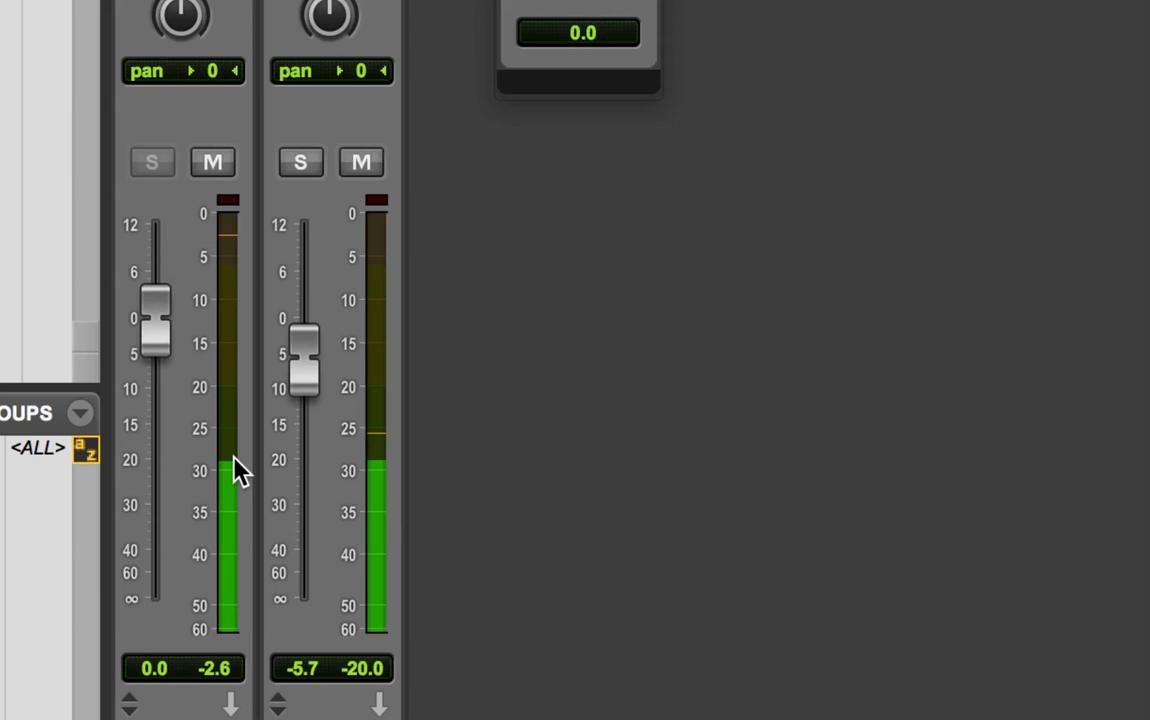 0.0
pan 0
pan 0
S M
S M
12 6 0 5 10 15 20 30 40 60 ∞
0 5 10 15 20 25 30 35 40 50 60
12 6 0 5 10 15 20 30 40 60 ∞
0 5 10 15 20 25 30 35 40 50 60
OUPS
<ALL> a z
0.0 -2.6
-5.7 -20.0